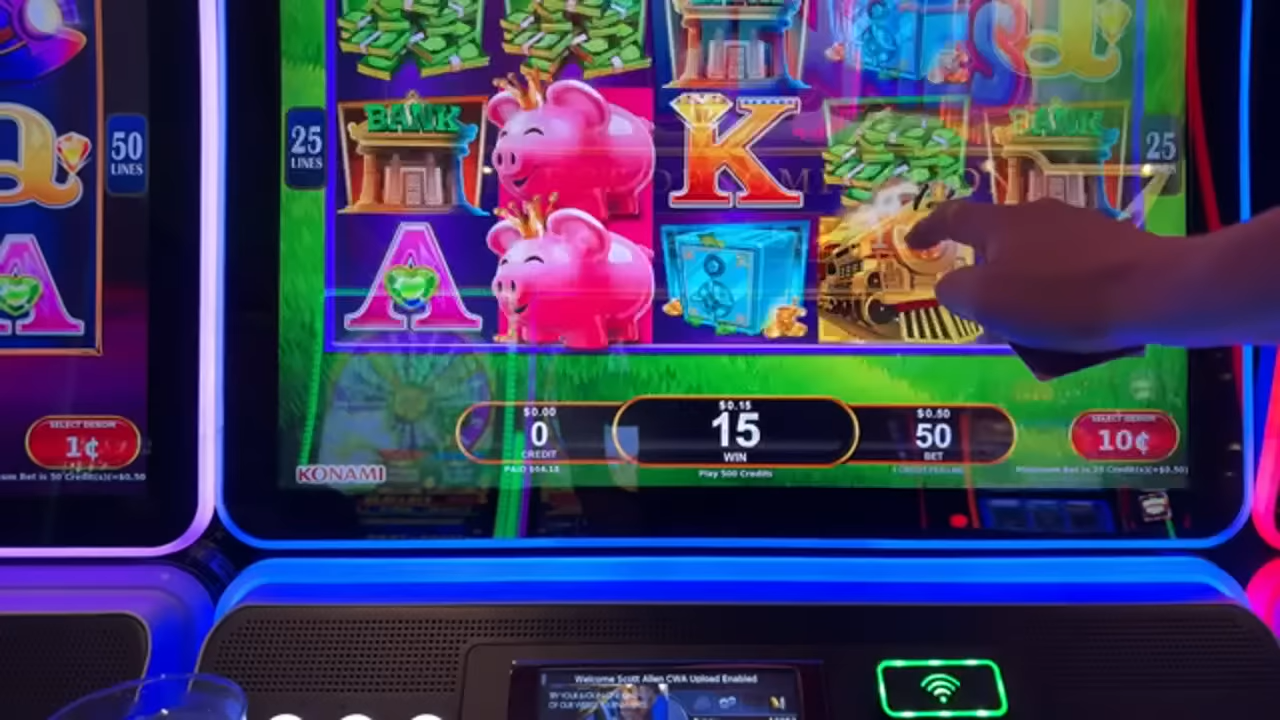 BANK
K
BANK
25
LINES
50
LINES
25
Q
A
A
$0.00
0
CREDIT
$0.15
15
WIN
Play 500 Credits
$0.50
50
BET
SELECT DENOM
1¢
SELECT DENOM
10¢
KONAMI
Welcome Scott Allen CWA Upload Enabled